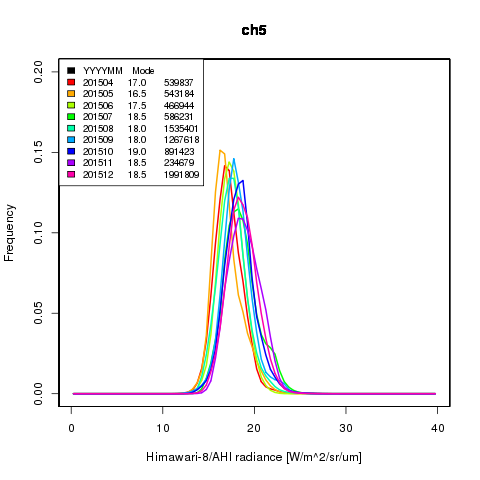 ch5
YYYYMM Mode
201504 17.0 539837
201505 16.5 543184
201506 17.5 466944
201507 18.5 586231
201508 18.0 1535401
201509 18.0 1267618
201510 19.0 891423
201511 18.5 234679
201512 18.5 1991809
Frequency
0.20
0.15
0.10
0.05
0.00
0 10 20 30 40
Himawari-8/AHI radiance [W/m^2/sr/um]